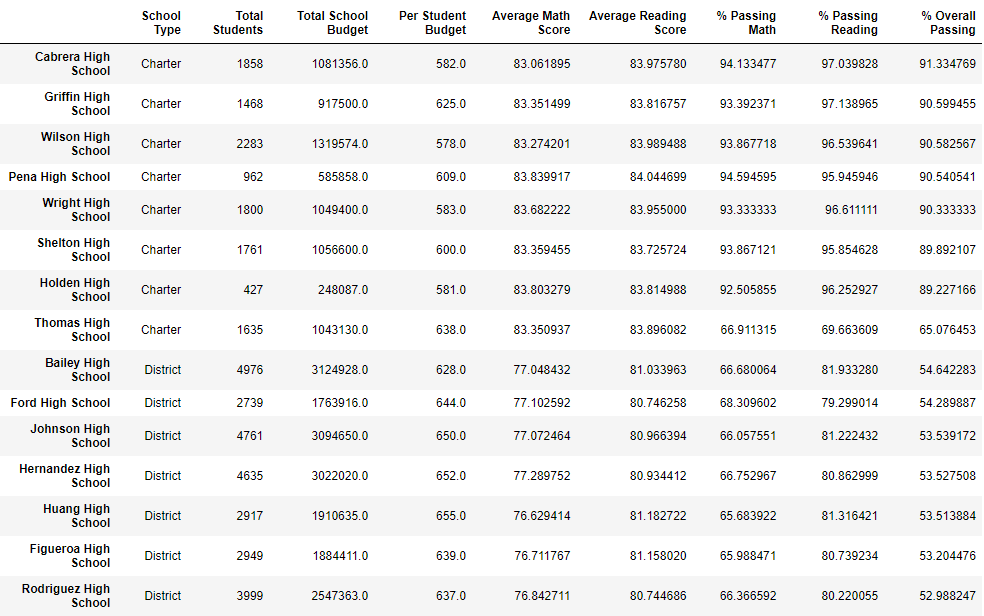 School Type	Total Students	Total School Budget	Per Student Budget	Average Math Score	Average Reading Score	% Passing Math	% Passing Reading	% Overall Passing
Cabrera High School	Charter	1858	1081356.0	582.0	83.061895	83.975780	94.133477	97.039828	91.334769
Griffin High School	Charter	1468	917500.0	625.0	83.351499	83.816757	93.392371	97.138965	90.599455
Wilson High School	Charter	2283	1319574.0	578.0	83.274201	83.989488	93.867718	96.539641	90.582567
Pena High School	Charter	962	585858.0	609.0	83.839917	84.044699	94.594595	95.945946	90.540541
Wright High School	Charter	1800	1049400.0	583.0	83.682222	83.955000	93.333333	96.611111	90.333333
Shelton High School	Charter	1761	1056600.0	600.0	83.359455	83.725724	93.867121	95.854628	89.892107
Holden High School	Charter	427	248087.0	581.0	83.803279	83.814988	92.505855	96.252927	89.227166
Thomas High School	Charter	1635	1043130.0	638.0	83.350937	83.896082	66.911315	69.663609	65.076453
Bailey High School	District	4976	3124928.0	628.0	77.048432	81.033963	66.680064	81.933280	54.642283
Ford High School	District	2739	1763916.0	644.0	77.102592	80.746258	68.309602	79.299014	54.289887
Johnson High School	District	4761	3094650.0	650.0	77.072464	80.966394	66.057551	81.222432	53.539172
Hernandez High School	District	4635	3022020.0	652.0	77.289752	80.934412	66.752967	80.862999	53.527508
Huang High School	District	2917	1910635.0	655.0	76.629414	81.182722	65.683922	81.316421	53.513884
Figueroa High School	District	2949	1884411.0	639.0	76.711767	81.158020	65.988471	80.739234	53.204476
Rodriguez High School	District	3999	2547363.0	637.0	76.842711	80.744686	66.366592	80.220055	52.988247